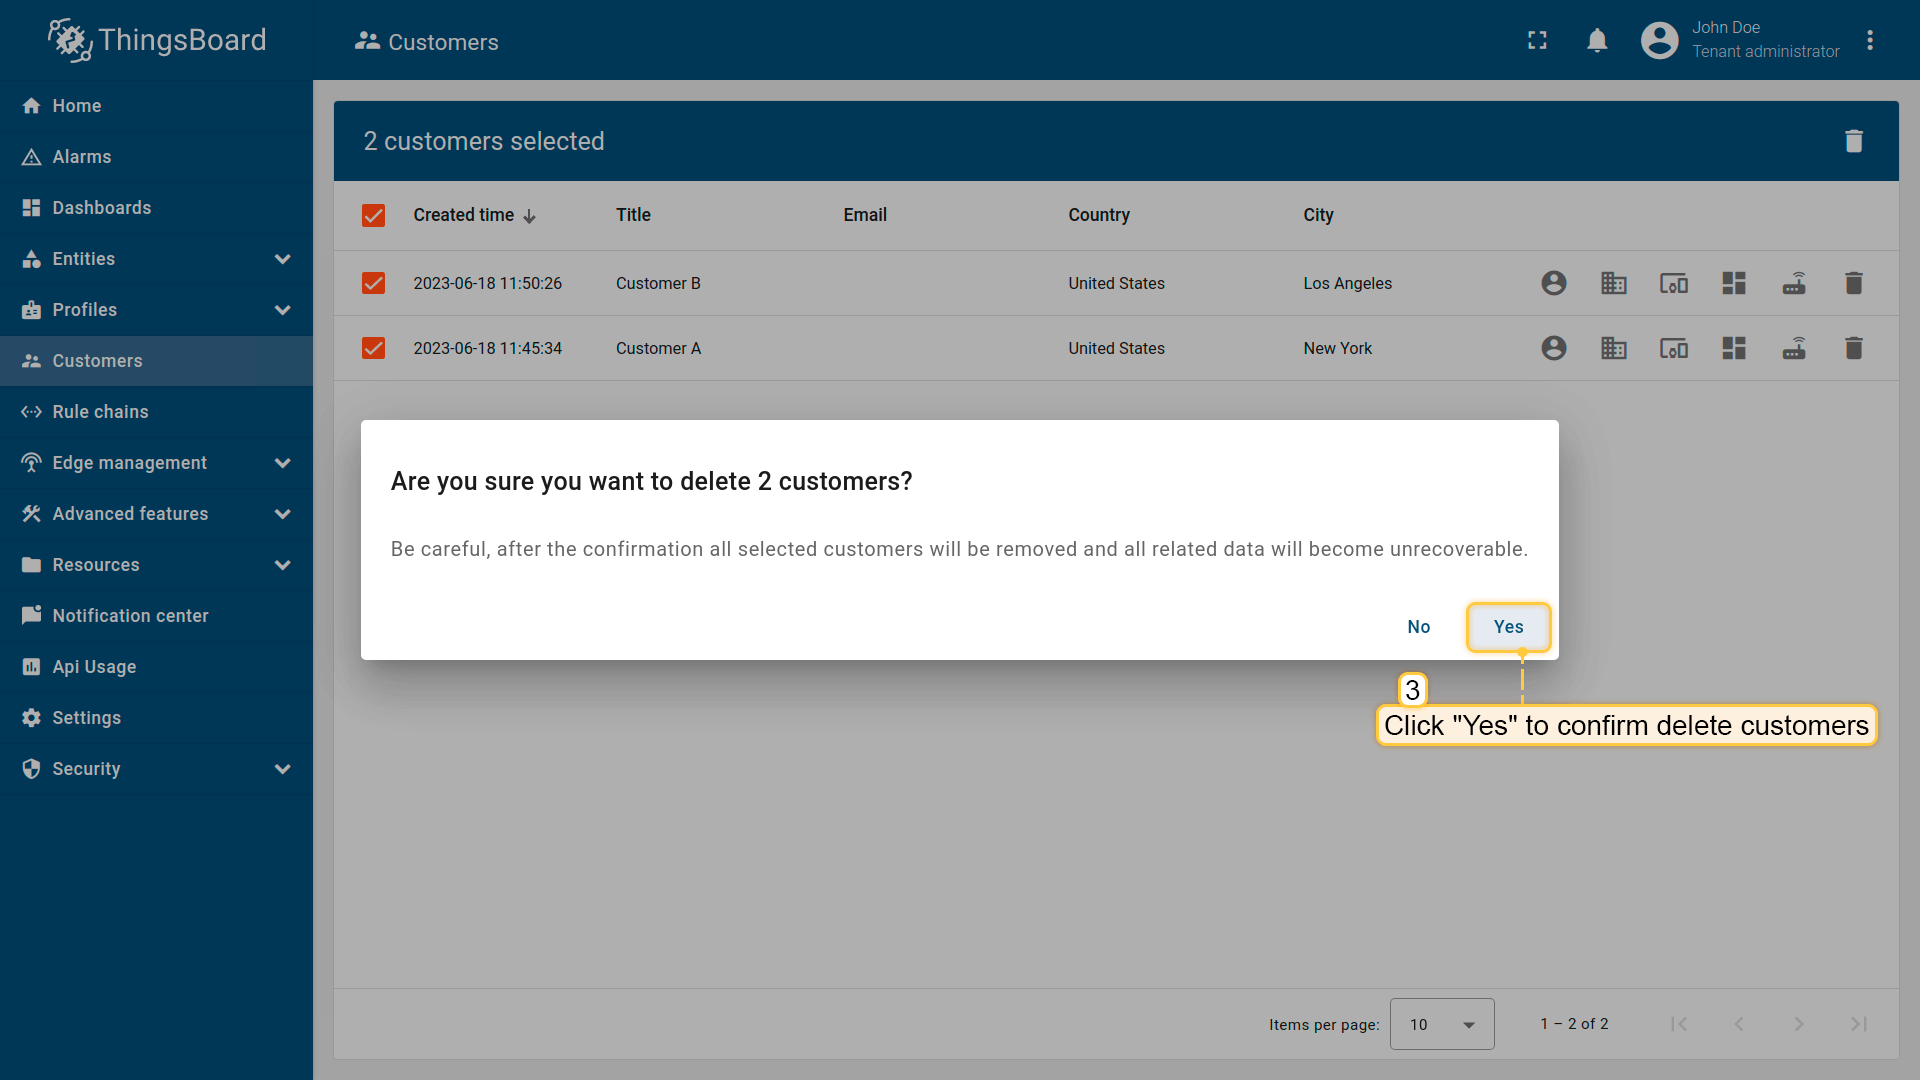 ThingsBoard
Customers
John Doe
Tenant administrator
Home
Alarms
Dashboards
Entities
Profiles
Customers
Rule chains
Edge management
Advanced features
Resources
Notification center
Api Usage
Settings
Security
2 customers selected
Created time Title Email Country City
2023-06-18 11:50:26 Customer B United States Los Angeles
2023-06-18 11:45:34 Customer A United States New York
Are you sure you want to delete 2 customers?
Be careful, after the confirmation all selected customers will be removed and all related data will become unrecoverable.
No Yes
3
Click "Yes" to confirm delete customers
Items per page: 10 1 – 2 of 2